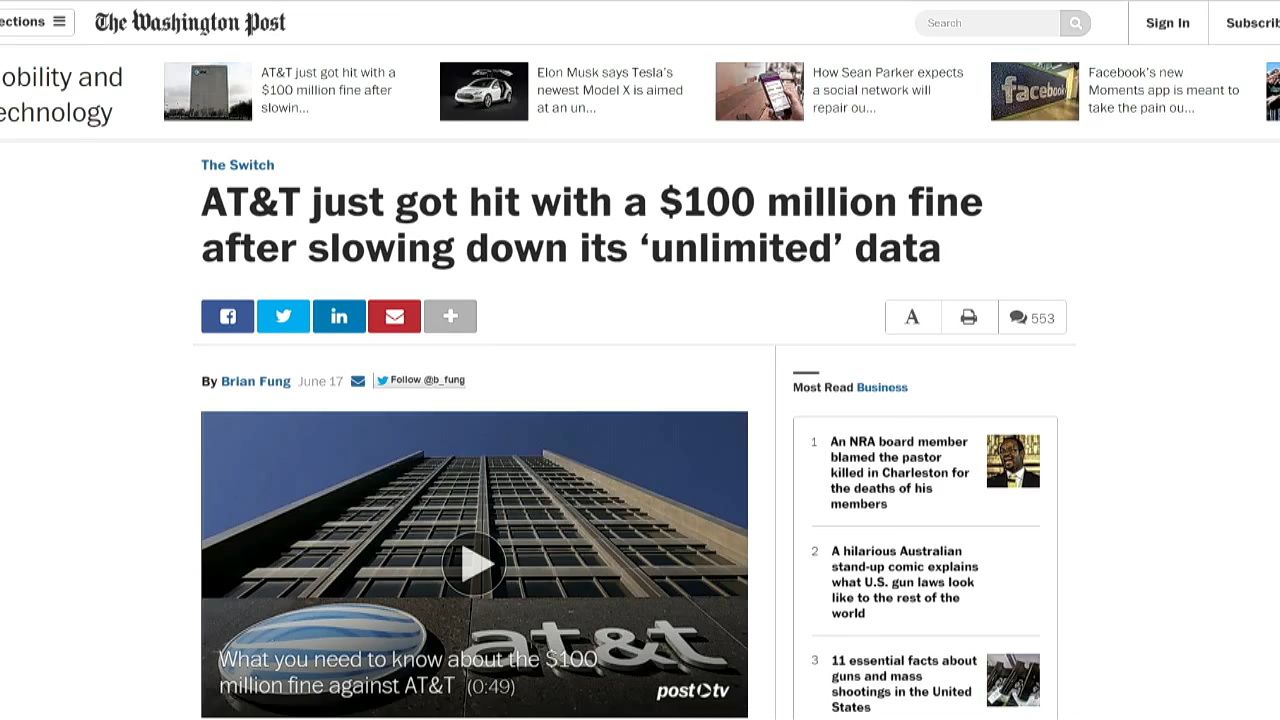 ections
The Washington Post
Search
Sign In
Subscrib
obility and
echnology
AT&T just got hit with a
$100 million fine after
slowin...
Elon Musk says Tesla's
newest Model X is aimed
at an un...
How Sean Parker expects
a social network will
repair ou...
facebook
Facebook's new
Moments app is meant to
take the pain ou...
The Switch
AT&T just got hit with a $100 million fine
after slowing down its ‘unlimited’ data
in
A
553
By Brian Fung June 17
Follow @b_fung
at&t
What you need to know about the $100
million fine against AT&T (0:49)
post tv
Most Read Business
1 An NRA board member
blamed the pastor
killed in Charleston for
the deaths of his
members
2 A hilarious Australian
stand-up comic explains
what U.S. gun laws look
like to the rest of the
world
3 11 essential facts about
guns and mass
shootings in the United
States